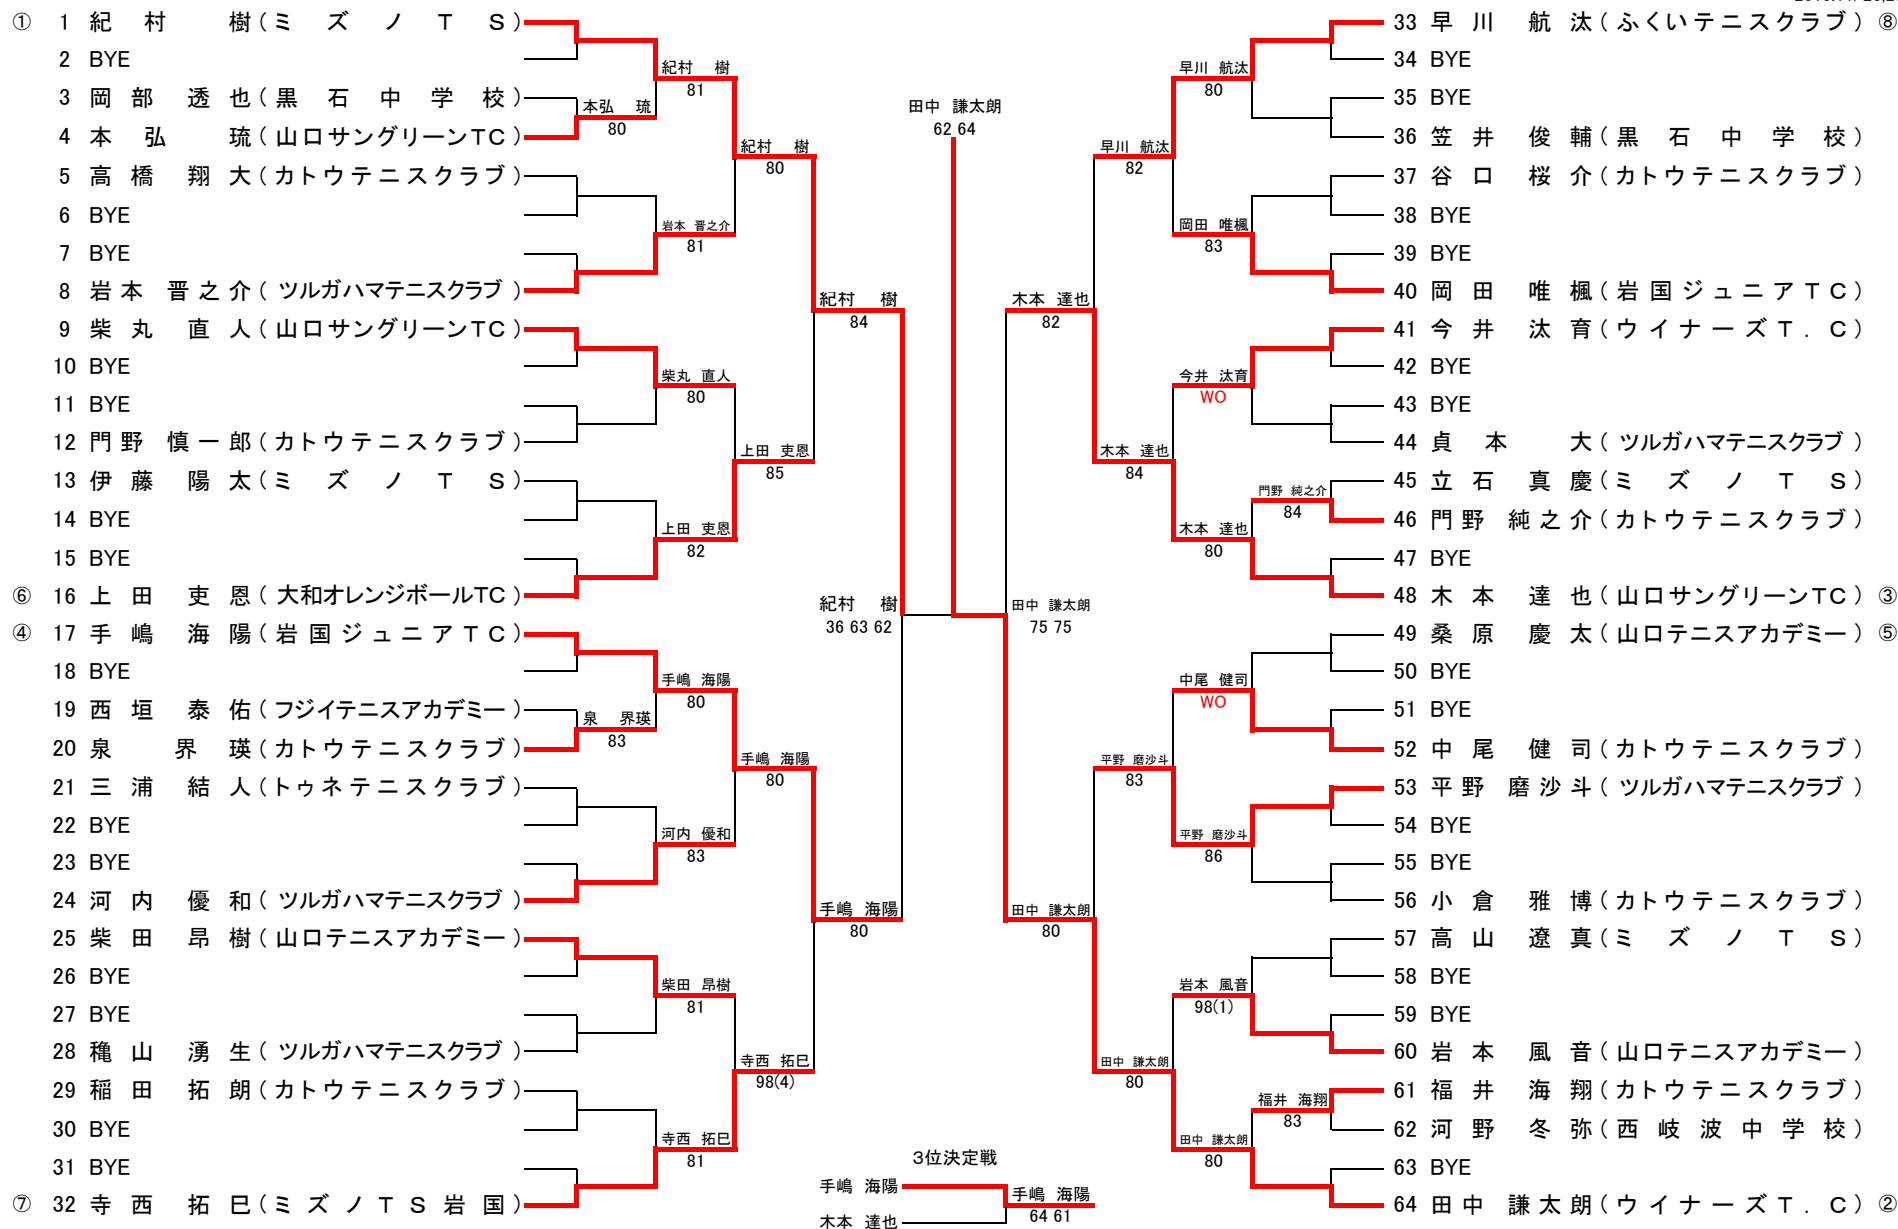 ① 1 紀村 樹(ミズノTS)
2 BYE
3 岡部 透也(黒石中学校)
4 本弘 琉(山口サングリーンTC)
5 高橋 翔大(カトウテニスクラブ)
6 BYE
7 BYE
8 岩本 晋之介(ツルガハマテニスクラブ)
9 柴丸 直人(山口サングリーンTC)
10 BYE
11 BYE
12 門野 慎一郎(カトウテニスクラブ)
13 伊藤 陽太(ミズノTS)
14 BYE
15 BYE
⑥ 16 上田 吏恩(大和オレンジボールTC)
④ 17 手嶋 海陽(岩国ジュニアTC)
18 BYE
19 西垣 泰佑(フジイテニスアカデミー)
20 泉 界瑛(カトウテニスクラブ)
21 三浦 結人(トゥネテニスクラブ)
22 BYE
23 BYE
24 河内 優和(ツルガハマテニスクラブ)
25 柴田 昂樹(山口テニスアカデミー)
26 BYE
27 BYE
28 穐山 湧生(ツルガハマテニスクラブ)
29 稲田 拓朗(カトウテニスクラブ)
30 BYE
31 BYE
⑦ 32 寺西 拓巳(ミズノTS岩国)
本弘 琉
80
泉 界瑛
83
紀村 樹
81
岩本 晋之介
81
柴丸 直人
80
上田 吏恩
82
手嶋 海陽
80
河内 優和
83
柴田 昂樹
81
寺西 拓巳
81
紀村 樹
80
上田 吏恩
85
手嶋 海陽
80
寺西 拓巳
98(4)
紀村 樹
84
手嶋 海陽
80
紀村 樹
36 63 62
田中 謙太朗
62 64
田中 謙太朗
75 75
木本 達也
82
田中 謙太朗
80
早川 航汰
82
木本 達也
84
平野 磨沙斗
83
田中 謙太朗
80
早川 航汰
80
岡田 唯楓
83
今井 汰育
WO
木本 達也
80
中尾 健司
WO
平野 磨沙斗
86
岩本 風音
98(1)
田中 謙太朗
80
門野 純之介
84
福井 海翔
83
33 早川 航汰(ふくいテニスクラブ) ⑧
34 BYE
35 BYE
36 笠井 俊輔(黒石中学校)
37 谷口 桜介(カトウテニスクラブ)
38 BYE
39 BYE
40 岡田 唯楓(岩国ジュニアTC)
41 今井 汰育(ウイナーズT.C)
42 BYE
43 BYE
44 貞本 大(ツルガハマテニスクラブ)
45 立石 真慶(ミズノTS)
46 門野 純之介(カトウテニスクラブ)
47 BYE
48 木本 達也(山口サングリーンTC) ③
49 桑原 慶太(山口テニスアカデミー) ⑤
50 BYE
51 BYE
52 中尾 健司(カトウテニスクラブ)
53 平野 磨沙斗(ツルガハマテニスクラブ)
54 BYE
55 BYE
56 小倉 雅博(カトウテニスクラブ)
57 高山 遼真(ミズノTS)
58 BYE
59 BYE
60 岩本 風音(山口テニスアカデミー)
61 福井 海翔(カトウテニスクラブ)
62 河野 冬弥(西岐波中学校)
63 BYE
64 田中 謙太朗(ウイナーズT.C) ②
3位決定戦
手嶋 海陽
木本 達也
手嶋 海陽
64 61